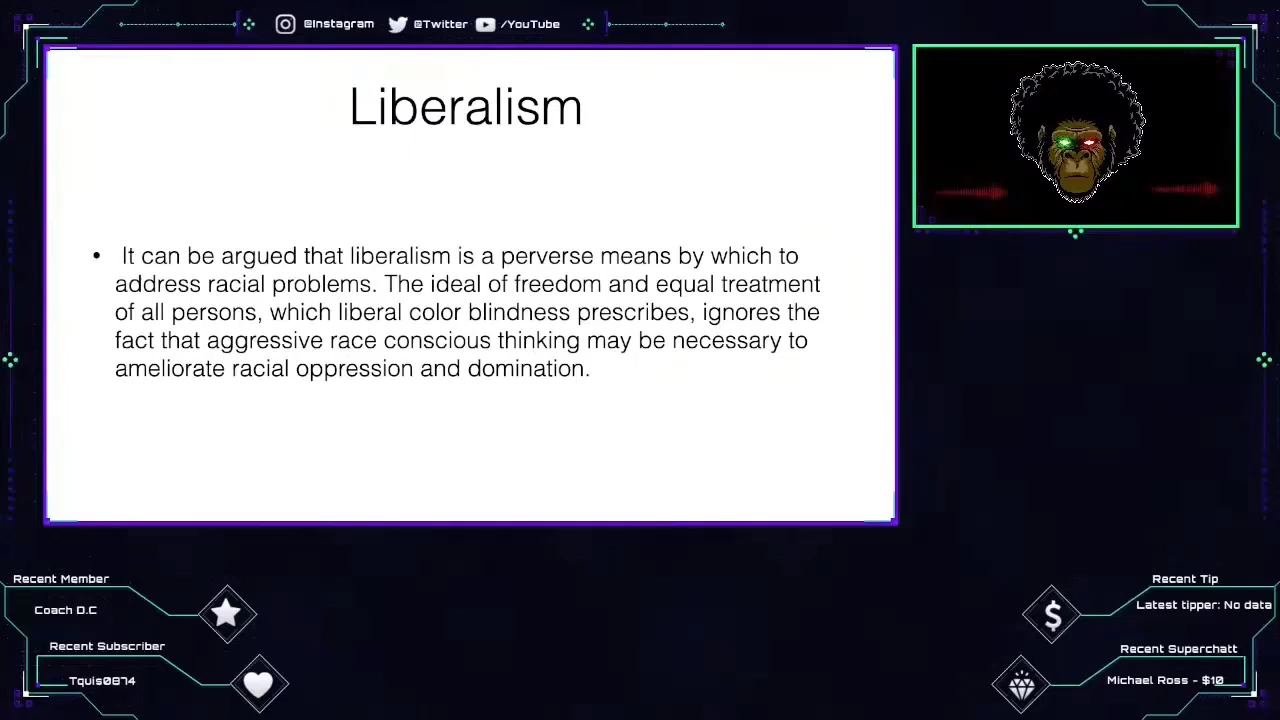 @Instagram @Twitter /YouTube
Liberalism
• It can be argued that liberalism is a perverse means by which to
address racial problems. The ideal of freedom and equal treatment
of all persons, which liberal color blindness prescribes, ignores the
fact that aggressive race conscious thinking may be necessary to
ameliorate racial oppression and domination.
Recent Member
Coach D.C
Recent Subscriber
Tquis0874
Recent Tip
Latest tipper: No data
Recent Superchatt
Michael Ross - $10